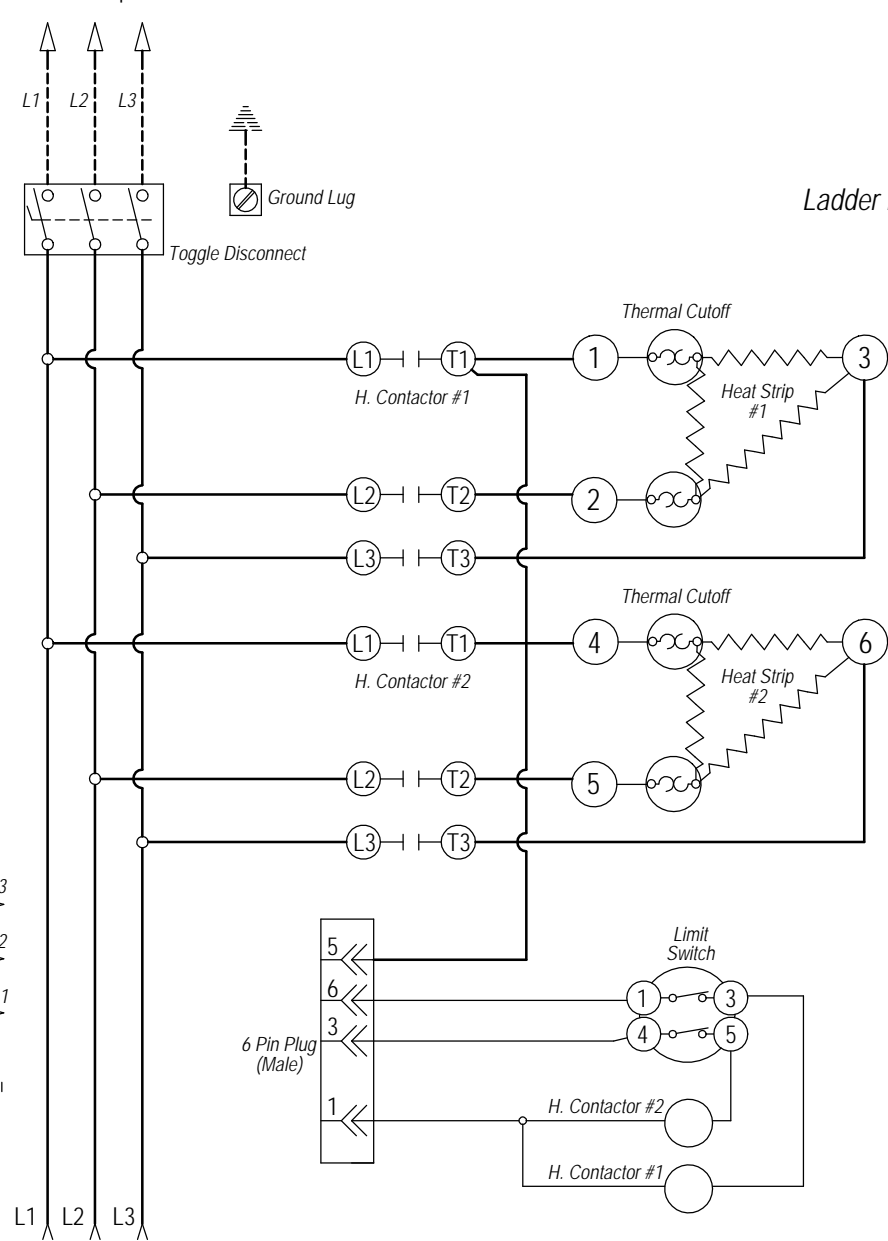 L1 L2 L3
Ground Lug
Ladder
Toggle Disconnect
Thermal Cutoff
L1 T1 1 3
H. Contactor #1
Heat Strip
#1
L2 T2 2
L3 T3
Thermal Cutoff
L1 T1 4 6
H. Contactor #2
Heat Strip
#2
L2 T2 5
L3 T3
3
2
1
5
6
3
1
6 Pin Plug
(Male)
Limit
Switch
1 3
4 5
H. Contactor #2
H. Contactor #1
L1 L2 L3